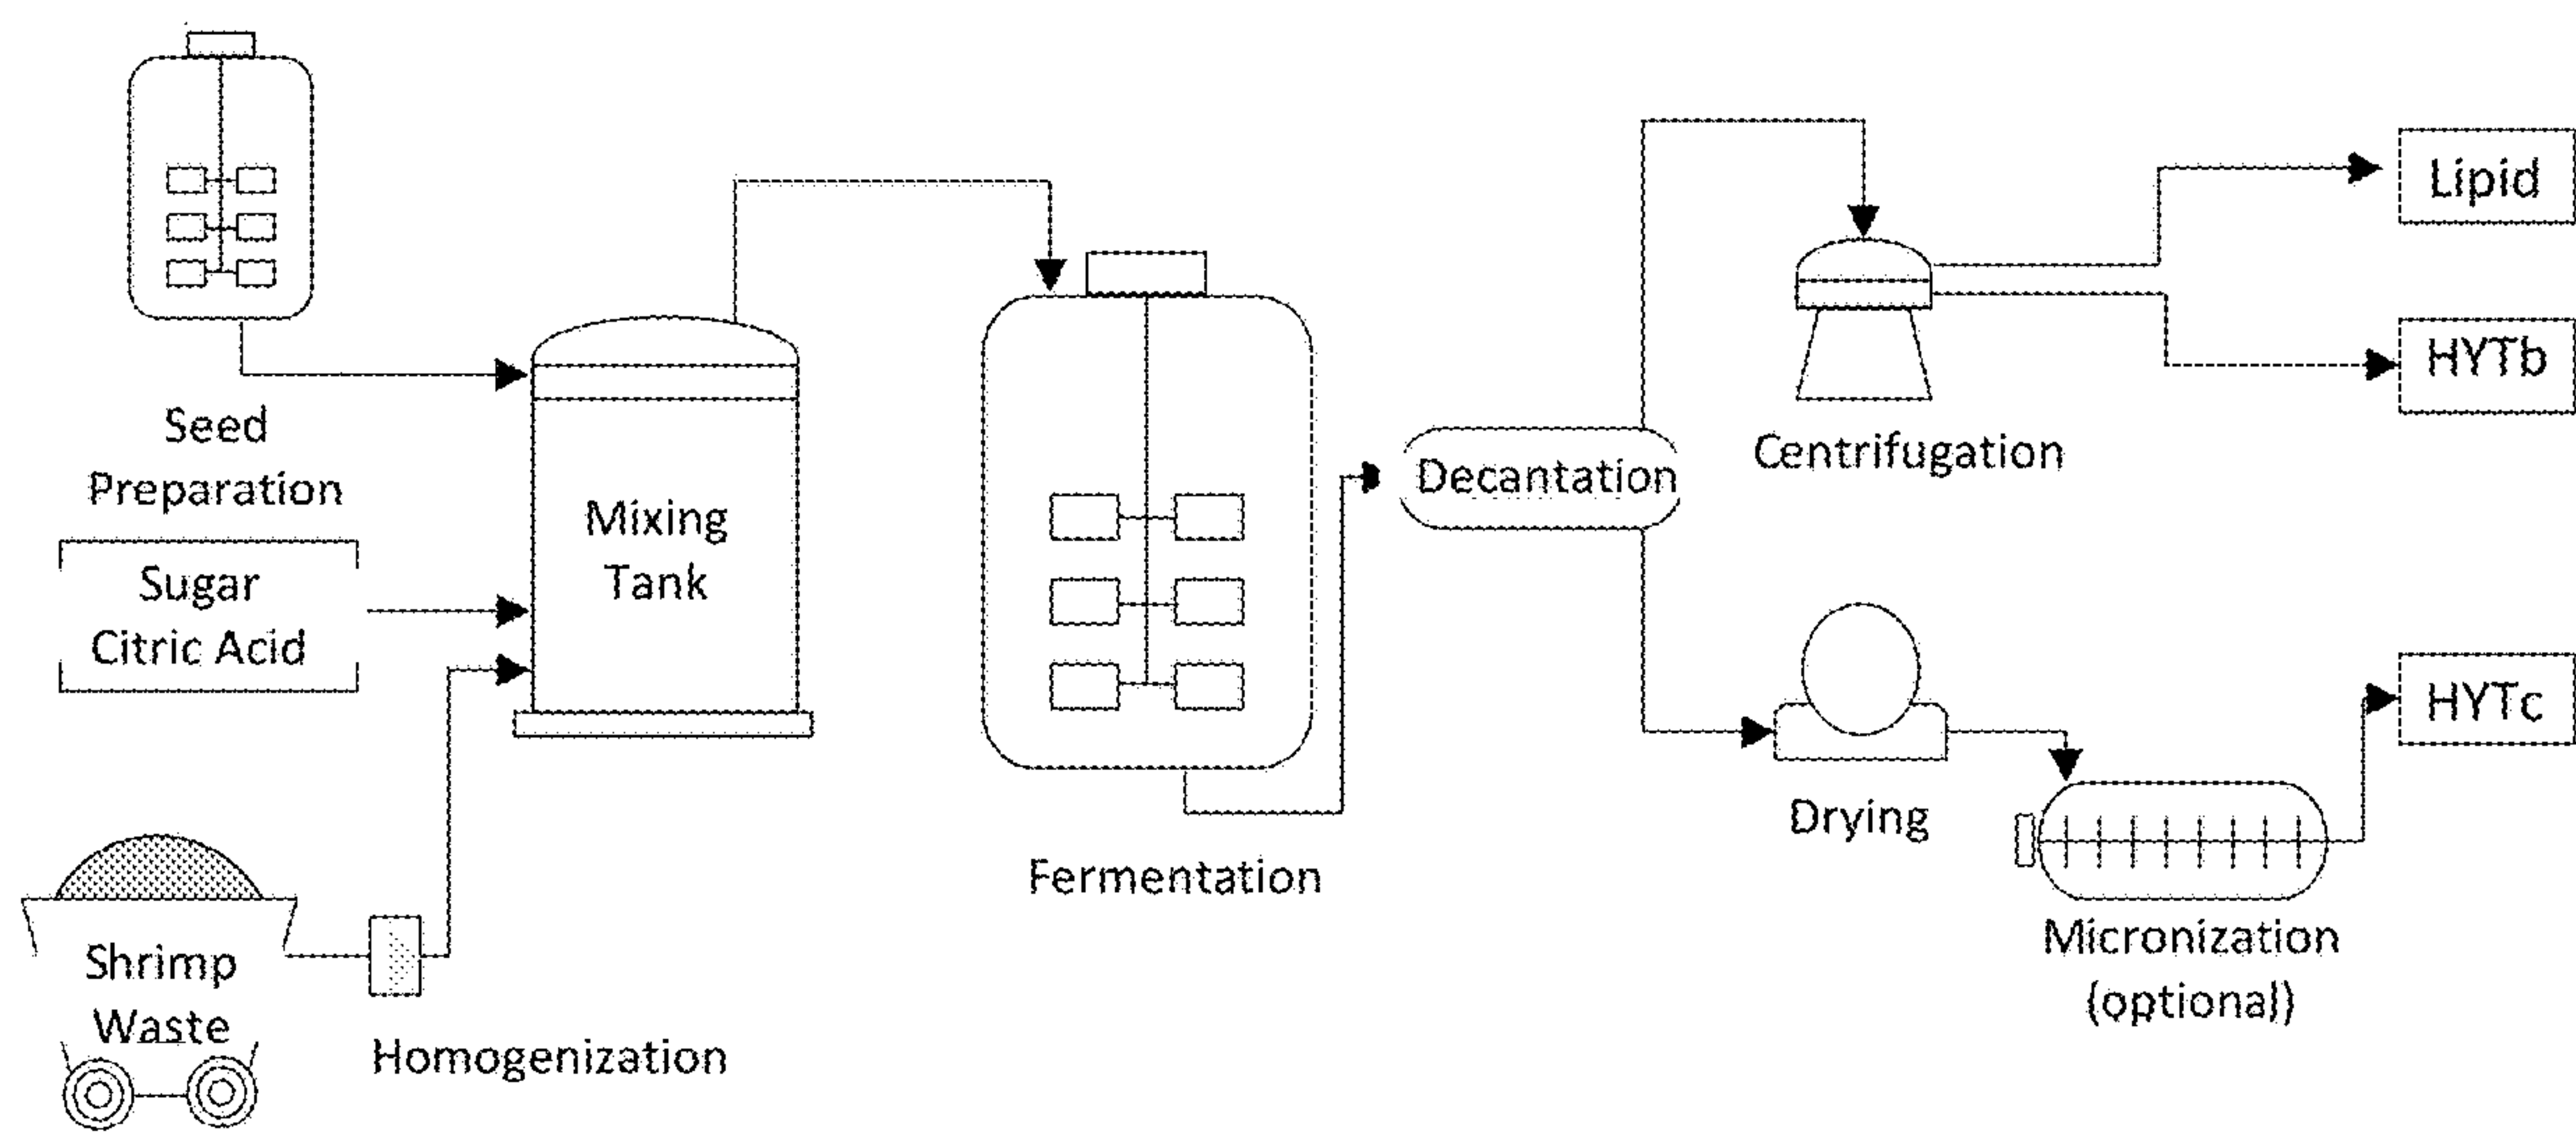 Seed
Preparation
Sugar
Citric Acid
Shrimp
Waste
Homogenization
Mixing
Tank
Fermentation
Decantation
Centrifugation
Drying
Micronization
(optional)
Lipid
HYTb
HYTc